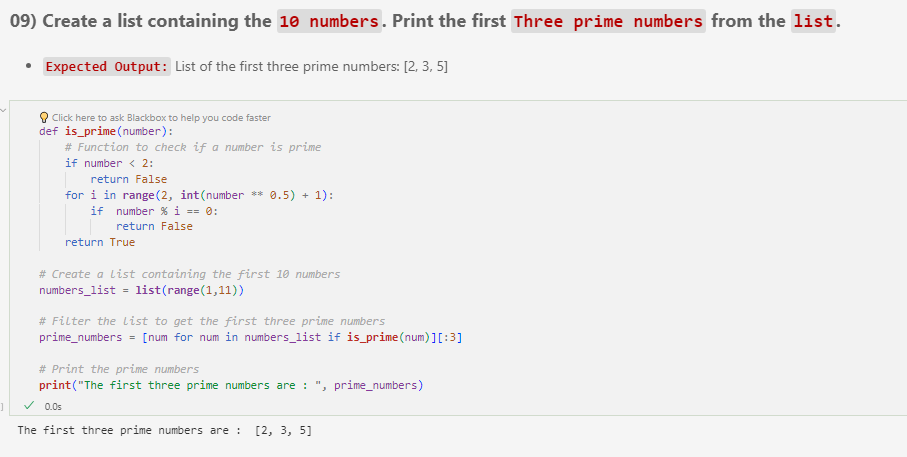 09) Create a list containing the 10 numbers. Print the first Three prime numbers from the list.
• Expected Output: List of the first three prime numbers: [2, 3, 5]
Click here to ask Blackbox to help you code faster
def is_prime(number):
    # Function to check if a number is prime
    if number < 2:
        return False
    for i in range(2, int(number ** 0.5) + 1):
        if  number % i == 0:
            return False
    return True
# Create a list containing the first 10 numbers
numbers_list = list(range(1,11))
# Filter the list to get the first three prime numbers
prime_numbers = [num for num in numbers_list if is_prime(num)][:3]
# Print the prime numbers
print("The first three prime numbers are : ", prime_numbers)
] ✓ 0.0s
The first three prime numbers are :  [2, 3, 5]